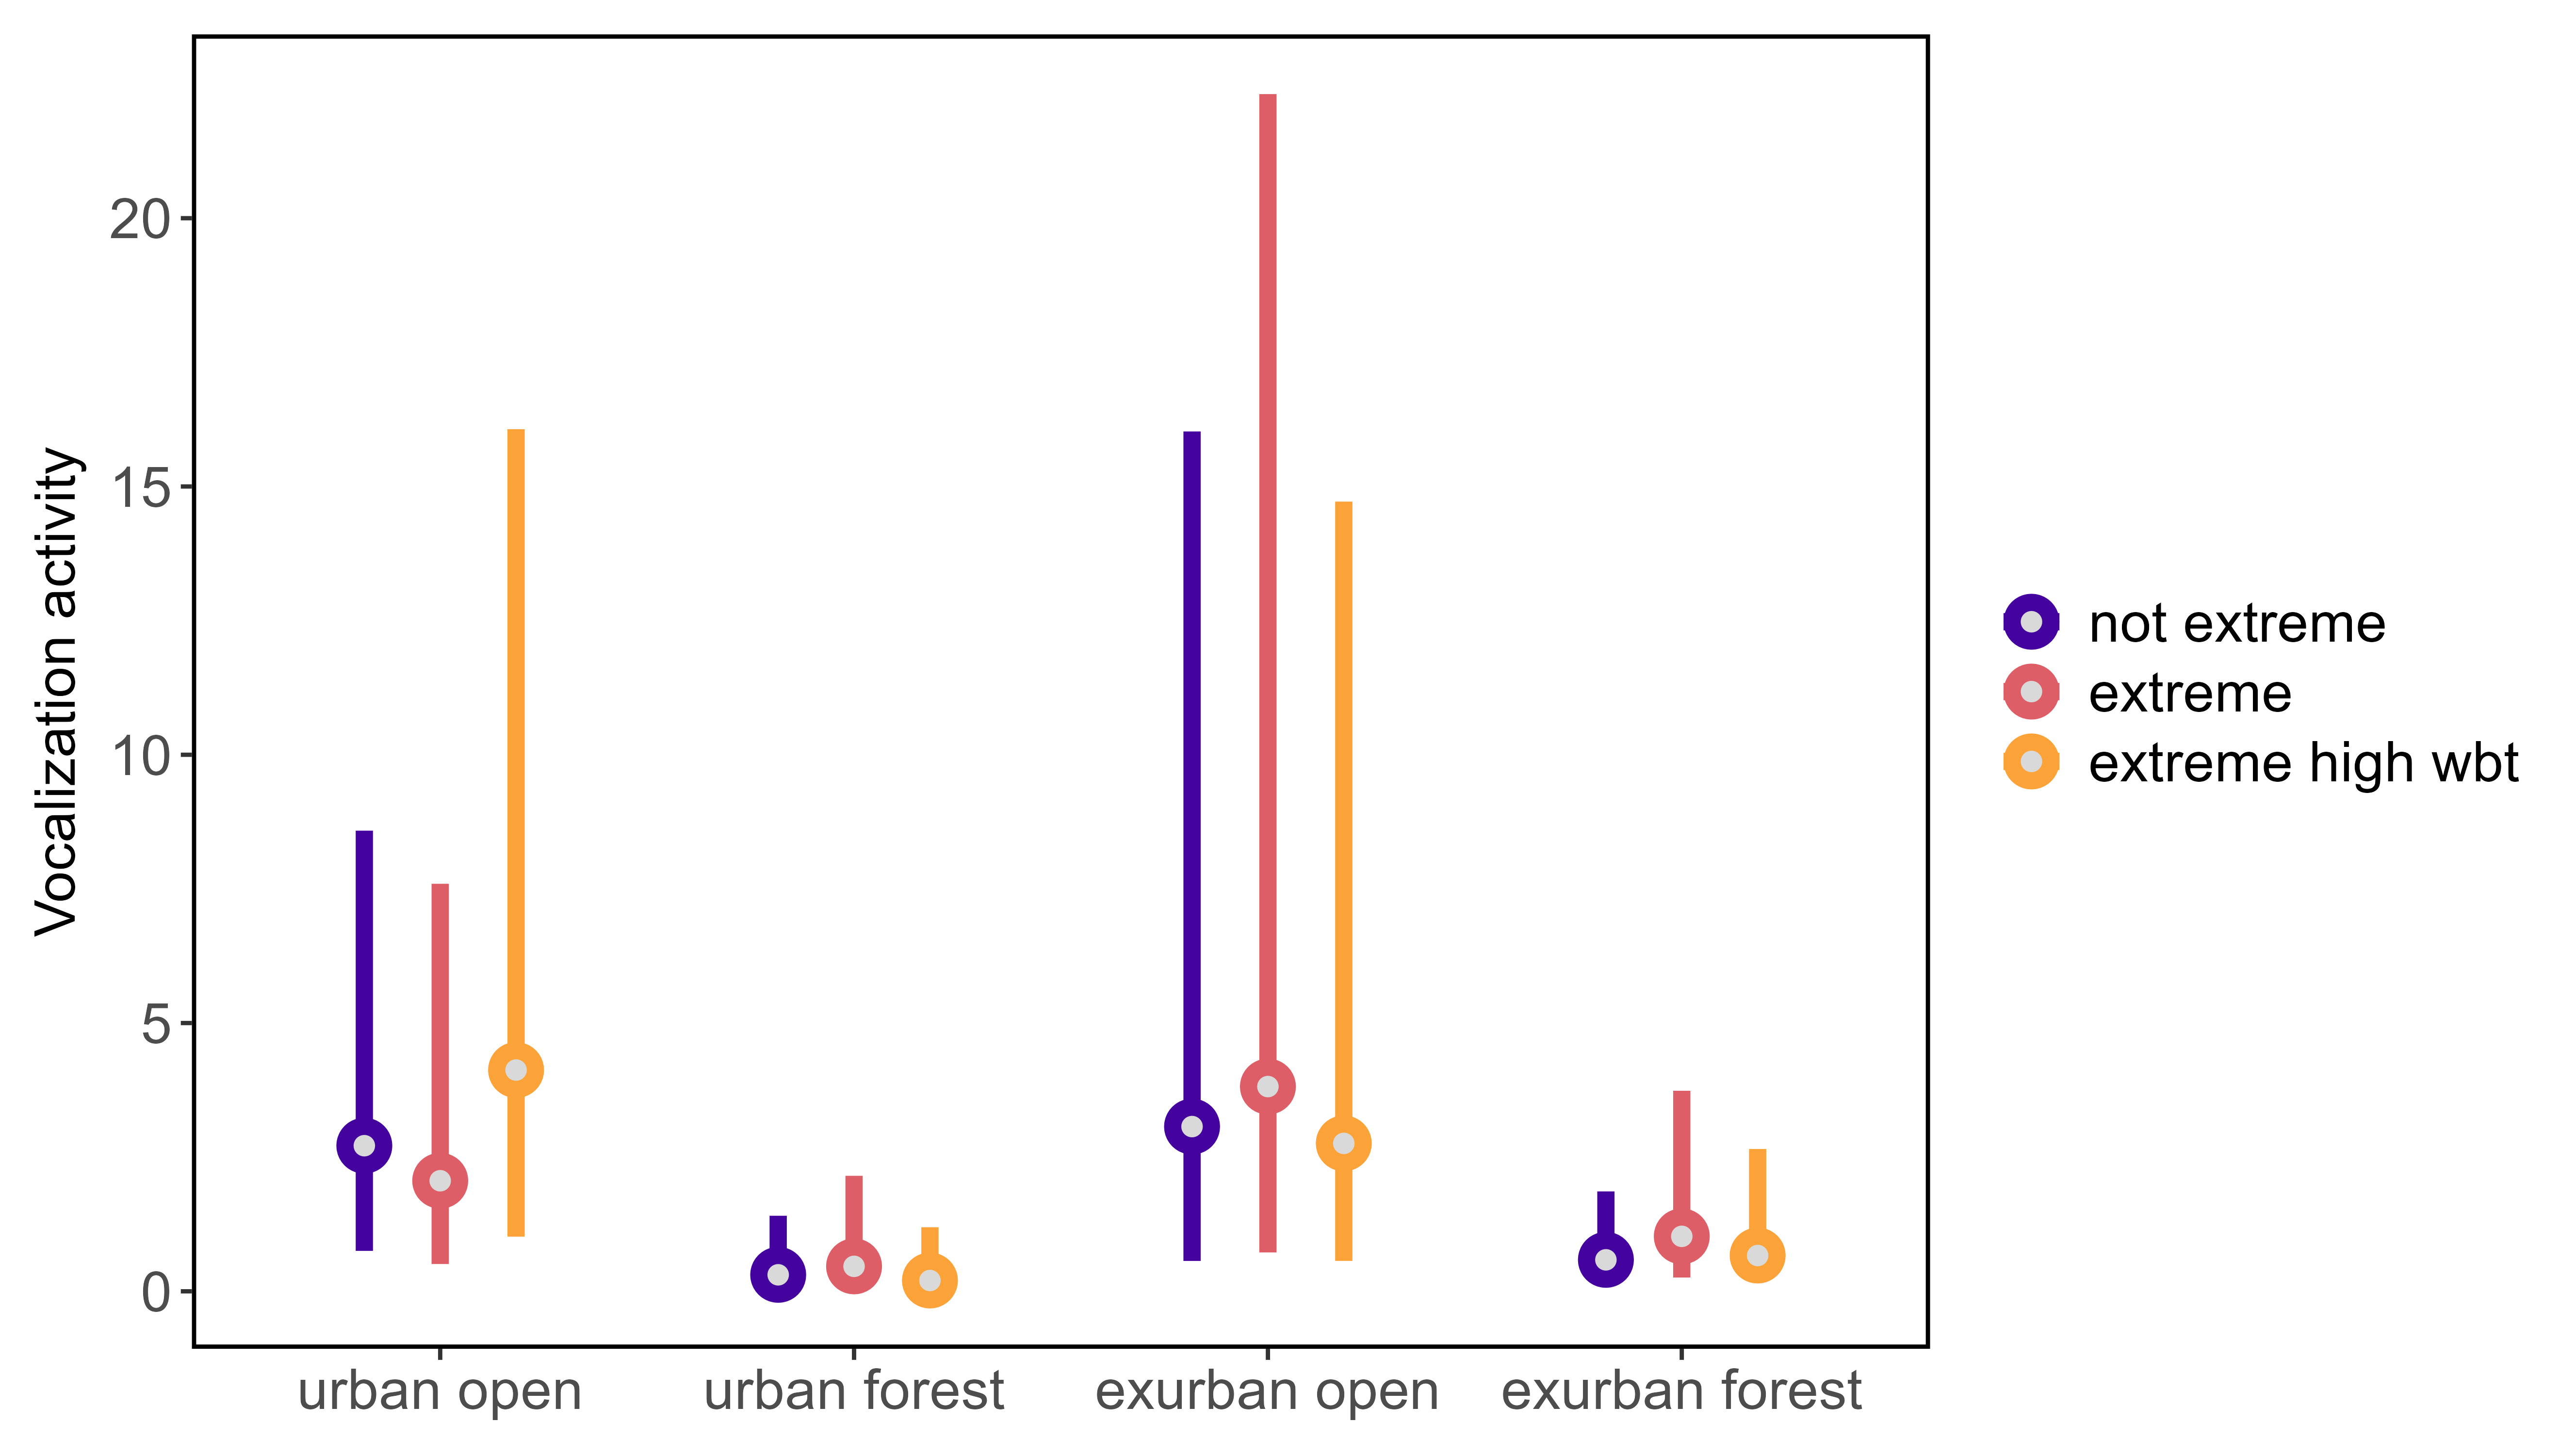 Vocalization activity
20
15
10
5
0
urban open
urban forest
exurban open
exurban forest
not extreme
extreme
extreme high wbt